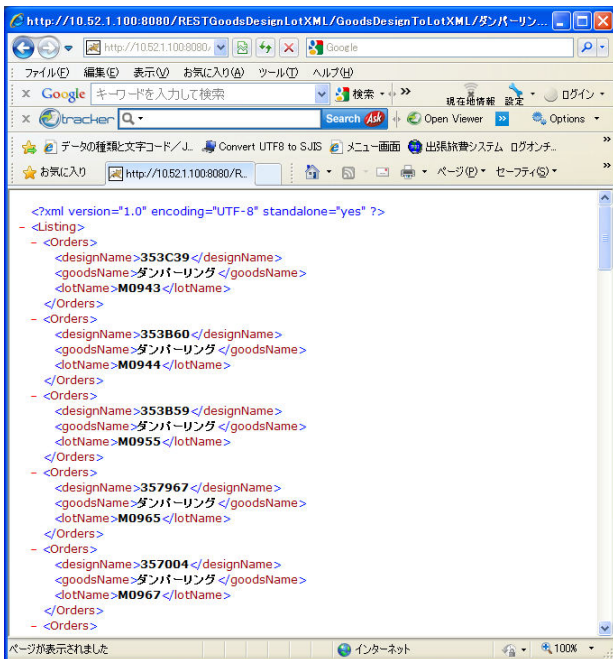 http://10.52.1.100:8080/RESTGoodsDesignLotXML/GoodsDesignToLotXML/ダンパーリン...
http://10.52.1.100:8080/ Google
ファイル(F) 編集(E) 表示(V) お気に入り(A) ツール(T) ヘルプ(H)
x Google キーワードを入力して検索 検索 » 現在地情報 設定 ログイン
x tracker Q Search Ask Open Viewer » Options
データの種類と文字コード/J... Convert UTF8 to SJIS メニュー画面 出張旅費システム ログオンチ... »
お気に入り http://10.52.1.100:8080/R... ページ(P) セーフティ(S) »
<?xml version="1.0" encoding="UTF-8" standalone="yes" ?>
- <Listing>
- <Orders>
<designName>353C39</designName>
<goodsName>ダンパーリング</goodsName>
<lotName>M0943</lotName>
</Orders>
- <Orders>
<designName>353B60</designName>
<goodsName>ダンパーリング</goodsName>
<lotName>M0944</lotName>
</Orders>
- <Orders>
<designName>353B59</designName>
<goodsName>ダンパーリング</goodsName>
<lotName>M0955</lotName>
</Orders>
- <Orders>
<designName>357967</designName>
<goodsName>ダンパーリング</goodsName>
<lotName>M0965</lotName>
</Orders>
- <Orders>
<designName>357004</designName>
<goodsName>ダンパーリング</goodsName>
<lotName>M0967</lotName>
</Orders>
- <Orders>
ページが表示されました インターネット 100%